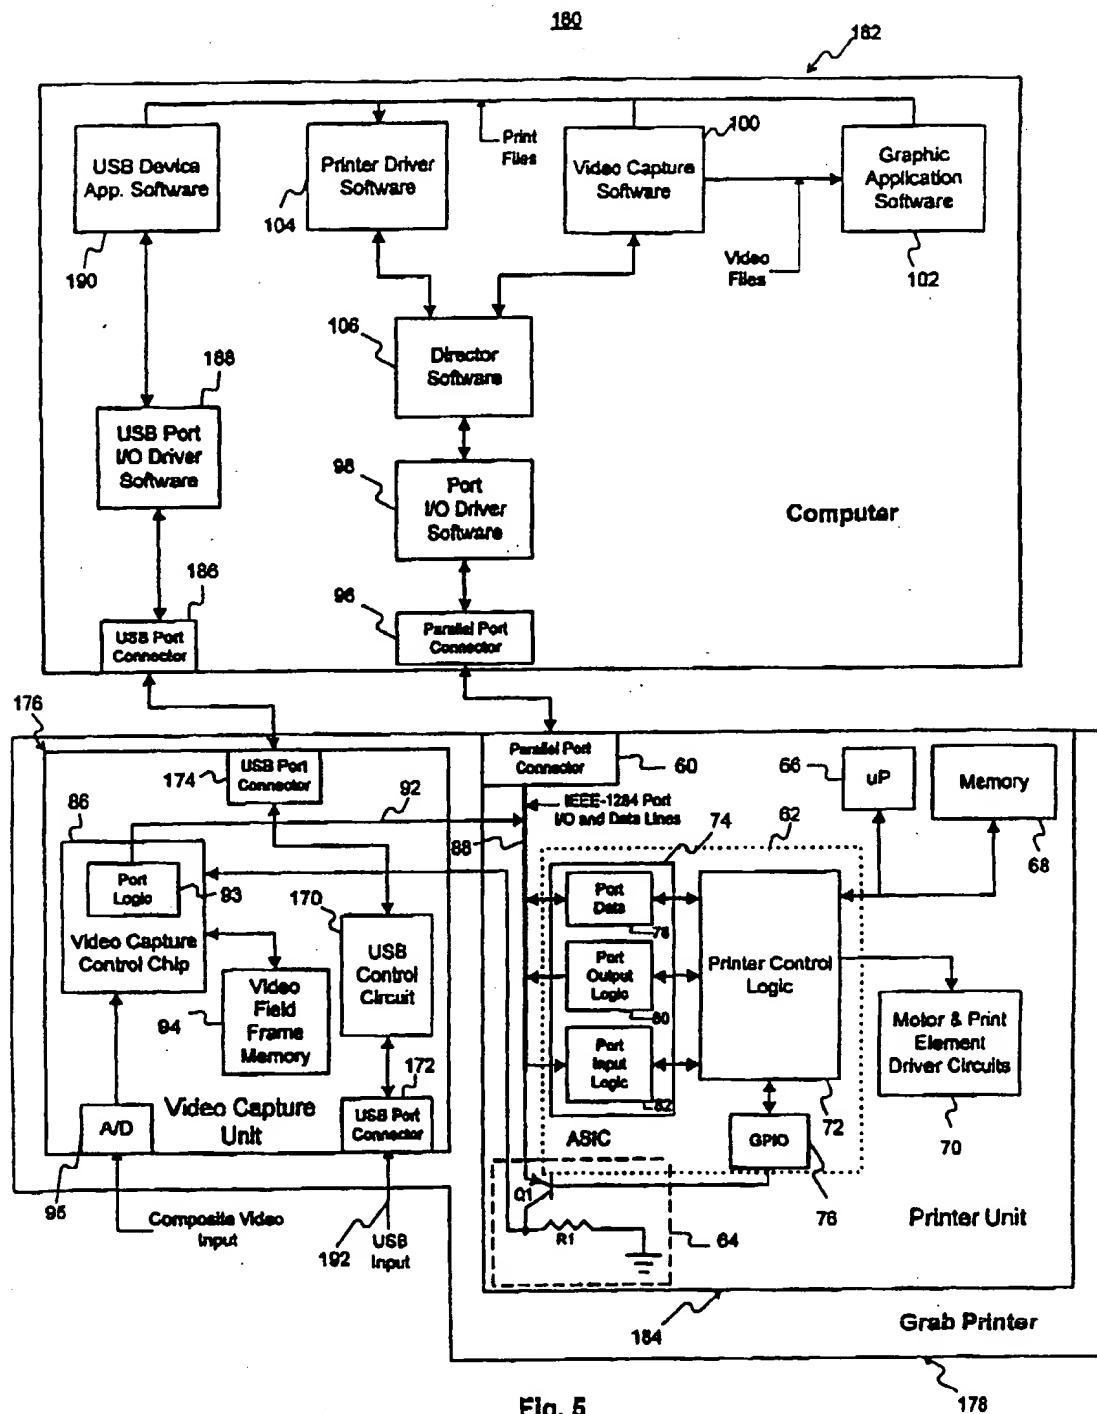 180
182
USB Device
App. Software
190
Printer Driver
Software
104
Print
Files
Video Capture
Software
100
Graphic
Application
Software
102
Video
Files
106
Director
Software
188
USB Port
I/O Driver
Software
98
Port
I/O Driver
Software
Computer
186
USB Port
Connector
96
Parallel Port
Connector
176
174
USB Port
Connector
92
Parallel Port
Connector
60
IEEE-1284 Port
I/O and Data Lines
88
66
uP
Memory
68
86
Port
Logic
93
Video Capture
Control Chip
170
USB
Control
Circuit
94
Video
Field
Frame
Memory
74
62
Port
Data
78
Port
Output
Logic
80
Port
Input
Logic
82
Printer Control
Logic
72
Motor & Print
Element
Driver Circuits
70
172
USB Port
Connector
A/D
95
Video Capture
Unit
ASIC
GPIO
76
Q1
R1
64
Composite Video
Input
192
USB
Input
Printer Unit
184
Grab Printer
178
Fig. 5